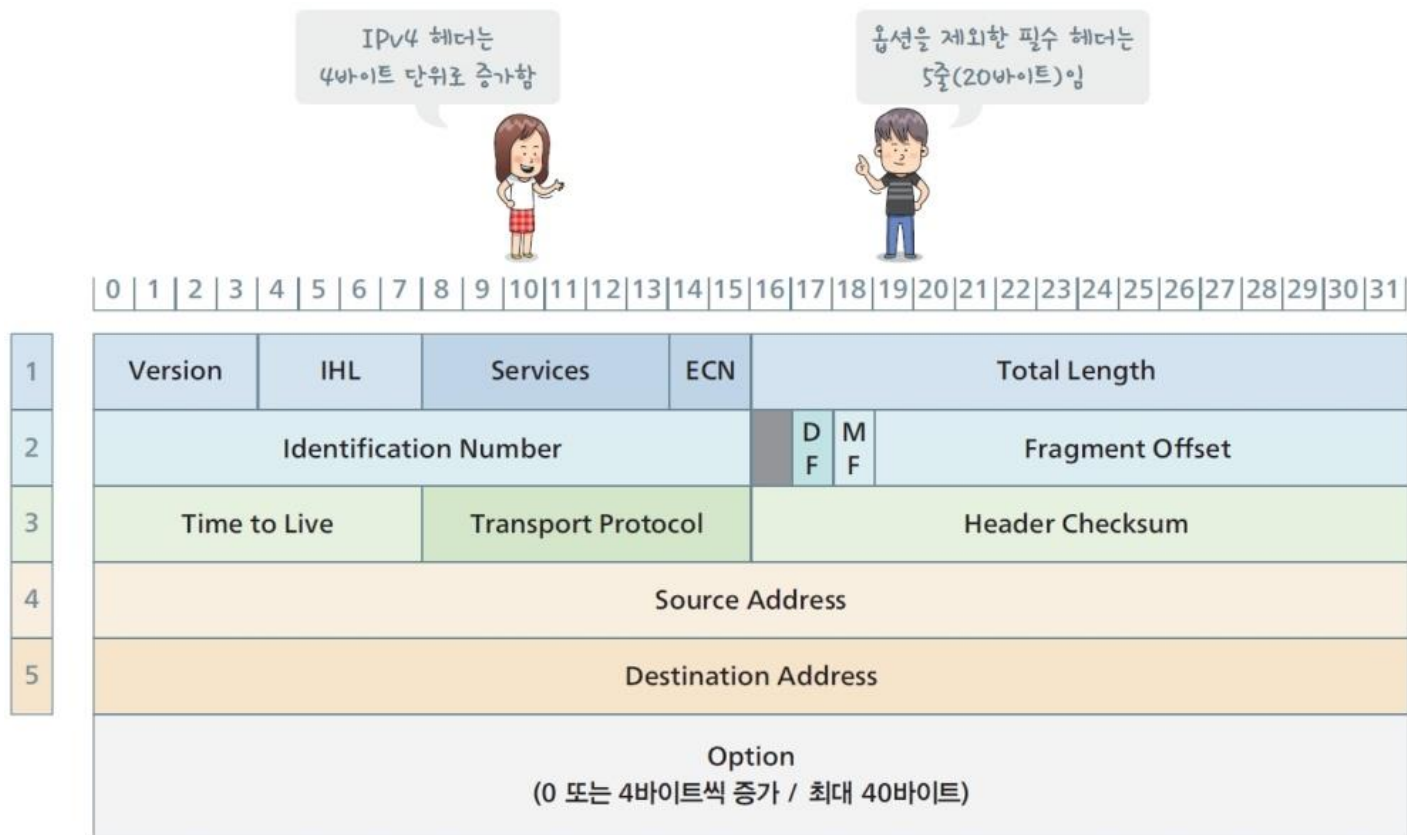 IPv4 헤더는
4바이트 단위로 증가함
옵션을 제외한 필수 헤더는
5줄(20바이트)임
0 1 2 3 4 5 6 7 8 9 10 11 12 13 14 15 16 17 18 19 20 21 22 23 24 25 26 27 28 29 30 31
1 Version IHL Services ECN Total Length
2 Identification Number DF MF Fragment Offset
3 Time to Live Transport Protocol Header Checksum
4 Source Address
5 Destination Address
Option
(0 또는 4바이트씩 증가 / 최대 40바이트)